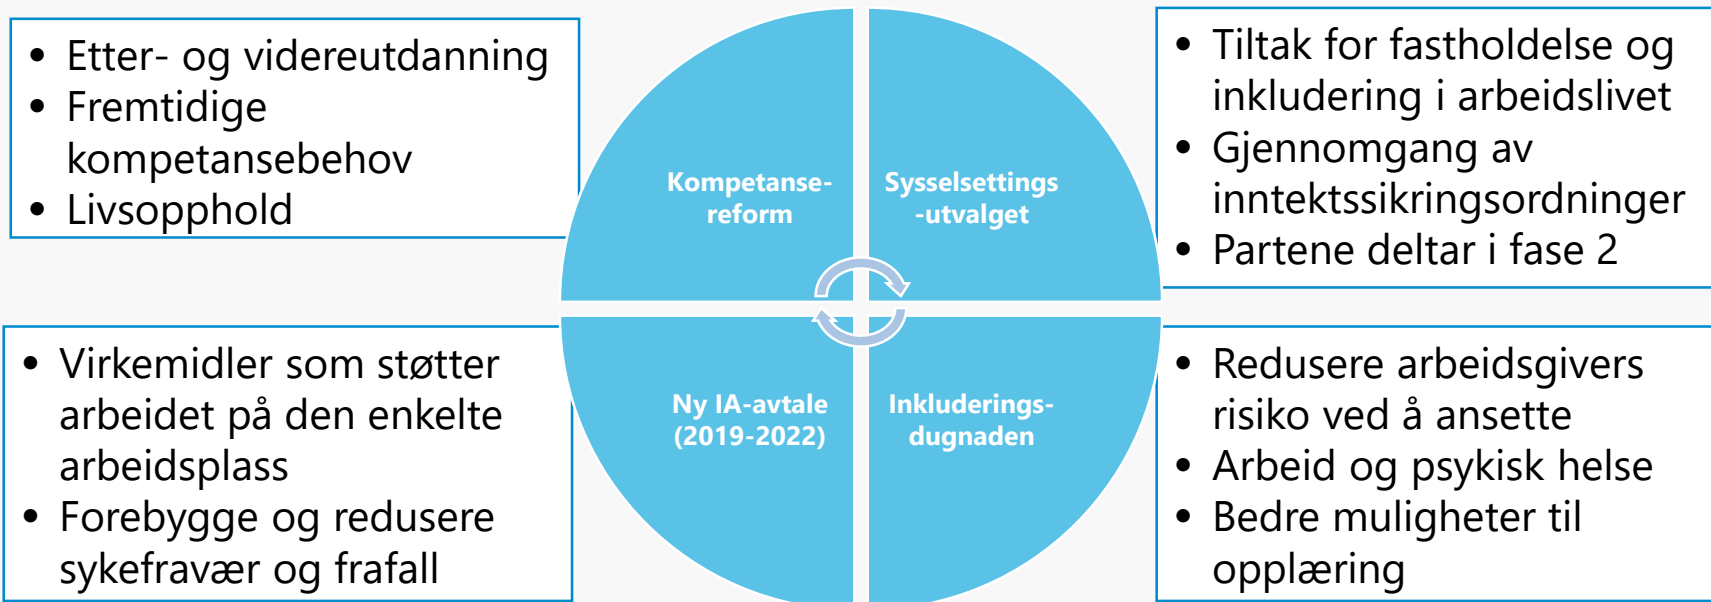 • Etter- og videreutdanning
• Fremtidige
kompetansebehov
• Livsopphold
Kompetanse-
reform
Sysselsettings
-utvalget
• Tiltak for fastholdelse og
inkludering i arbeidslivet
• Gjennomgang av
inntektssikringsordninger
• Partene deltar i fase 2
• Virkemidler som støtter
arbeidet på den enkelte
arbeidsplass
• Forebygge og redusere
sykefravær og frafall
Ny IA-avtale
(2019-2022)
Inkluderings-
dugnaden
• Redusere arbeidsgivers
risiko ved å ansette
• Arbeid og psykisk helse
• Bedre muligheter til
opplæring